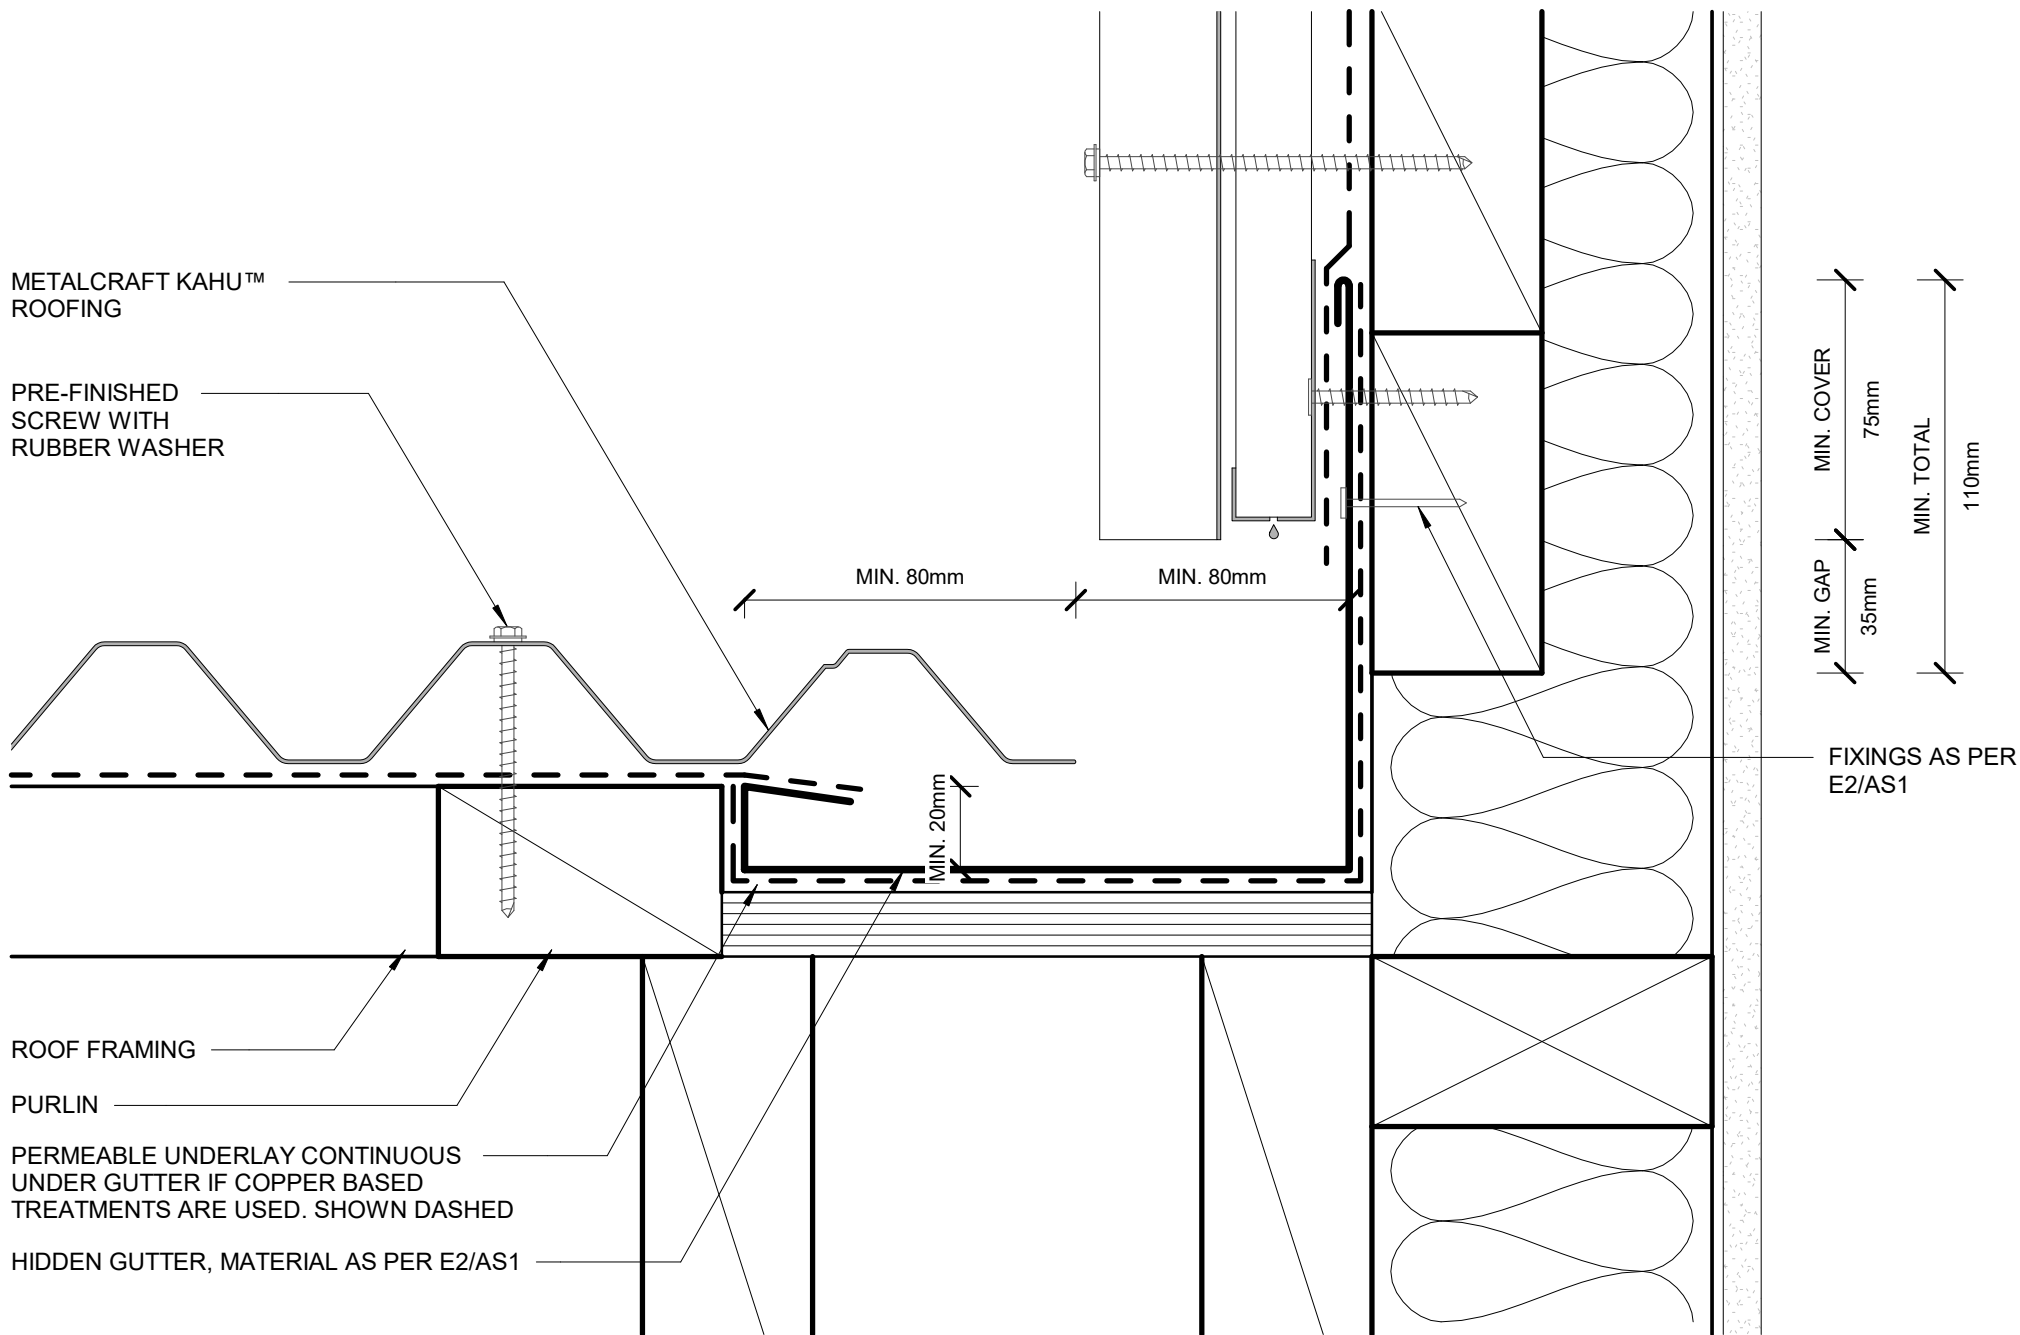 METALCRAFT KAHU™
ROOFING
PRE-FINISHED
SCREW WITH
RUBBER WASHER
MIN. 80mm
MIN. 80mm
MIN. 20mm
MIN. COVER
75mm
MIN. GAP
35mm
MIN. TOTAL
110mm
FIXINGS AS PER
E2/AS1
ROOF FRAMING
PURLIN
PERMEABLE UNDERLAY CONTINUOUS
UNDER GUTTER IF COPPER BASED
TREATMENTS ARE USED. SHOWN DASHED
HIDDEN GUTTER, MATERIAL AS PER E2/AS1